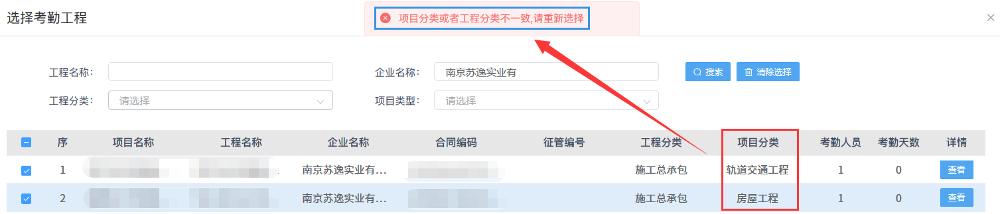 选择考勤工程
项目分类或者工程分类不一致,请重新选择
工程名称: 企业名称: 南京苏逸实业有 搜索 清除选择
工程分类: 请选择 项目类型: 请选择
序 项目名称 工程名称 企业名称 合同编码 征管编号 工程分类 项目分类 考勤人员 考勤天数 详情
1 南京苏逸实业有... 施工总承包 轨道交通工程 1 0 查看
2 南京苏逸实业有... 施工总承包 房屋工程 1 0 查看